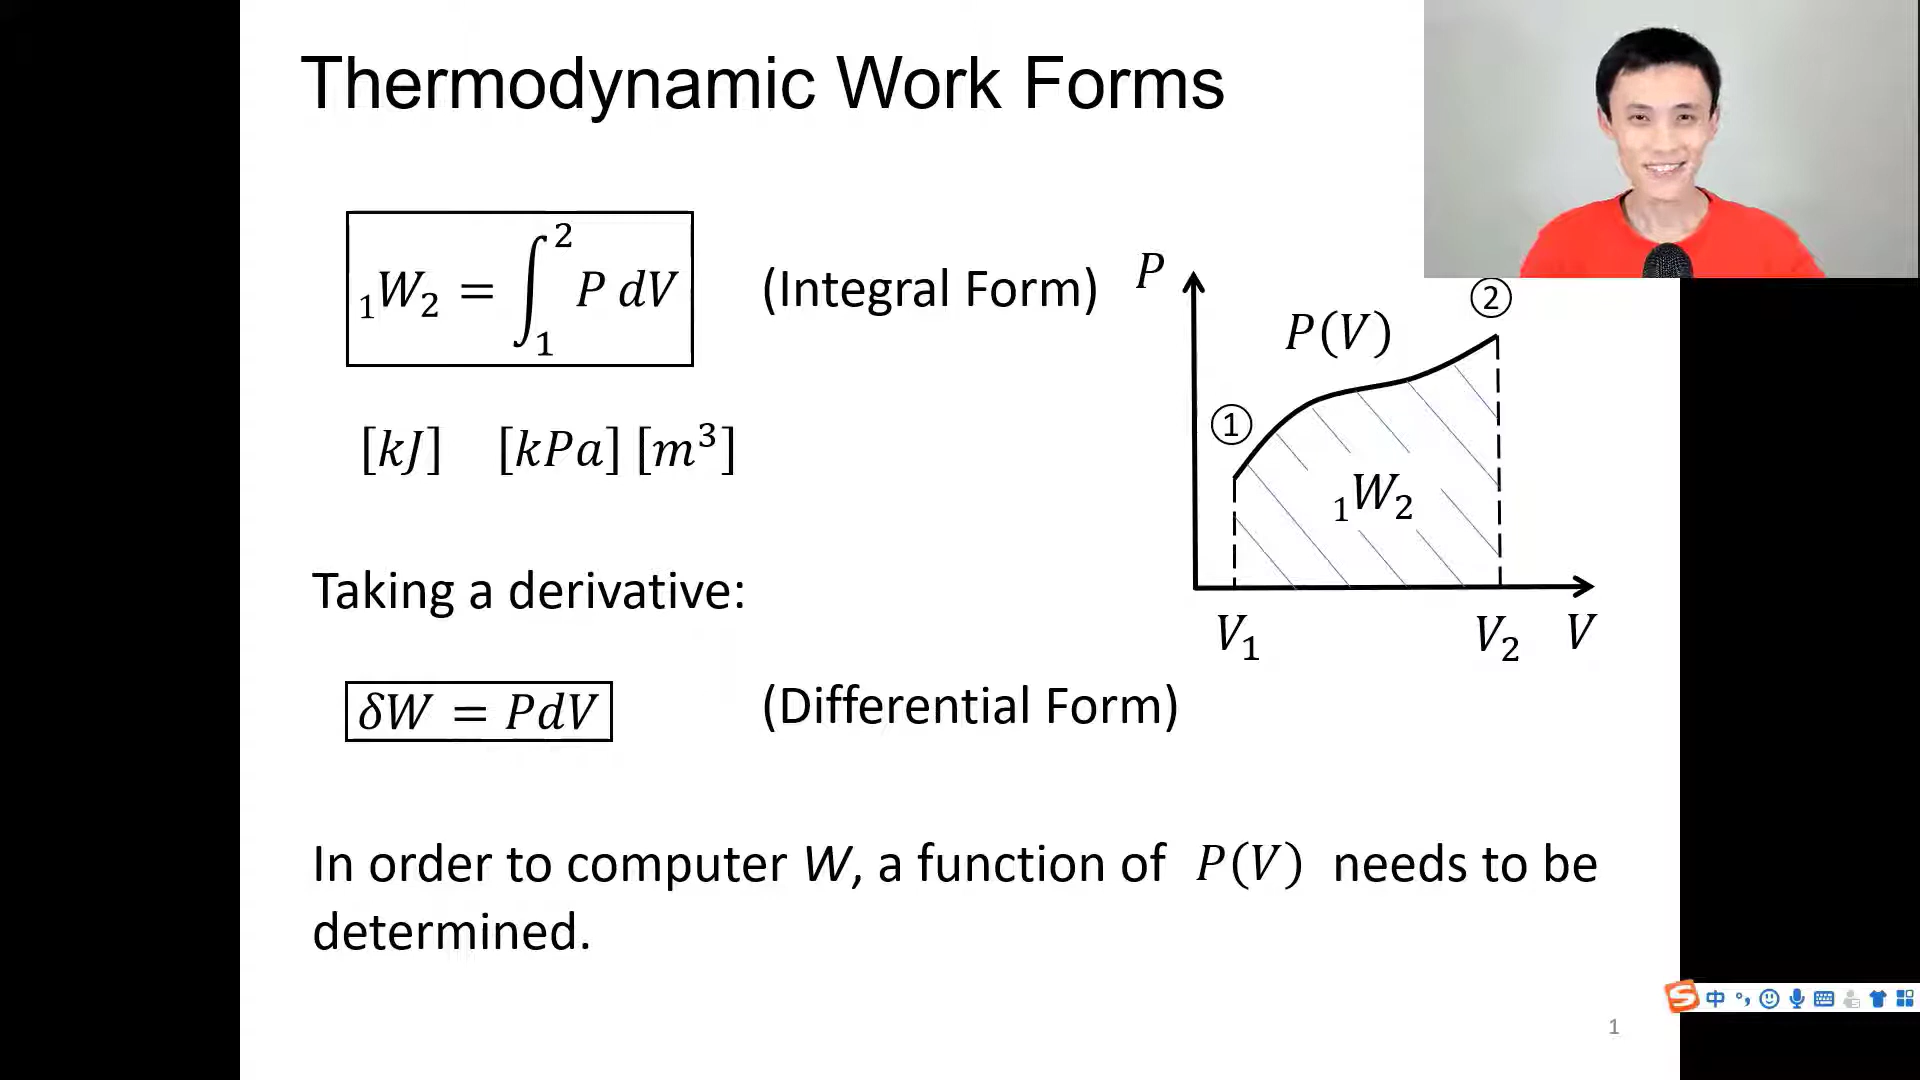 Thermodynamic Work Forms
₁W₂ = ∫₁² P dV (Integral Form)
[kJ] [kPa] [m³]
P
②
P(V)
①
₁W₂
V₁ V₂ V
Taking a derivative:
δW = PdV (Differential Form)
In order to computer W, a function of P(V) needs to be
determined.
S 中 °,
1